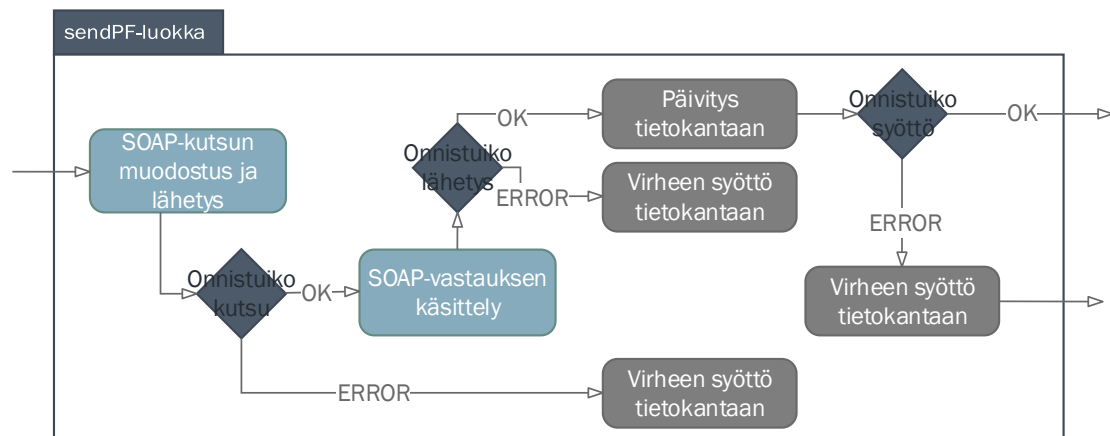 sendPF-luokka
SOAP-kutsun
muodostus ja
lähetys
Onnistuiko
kutsu
OK
SOAP-vastauksen
käsittely
Onnistuiko
lähetys
OK
Päivitys
tietokantaan
ERROR
Virheen syöttö
tietokantaan
Onnistuiko
syöttö
OK
ERROR
Virheen syöttö
tietokantaan
ERROR
Virheen syöttö
tietokantaan